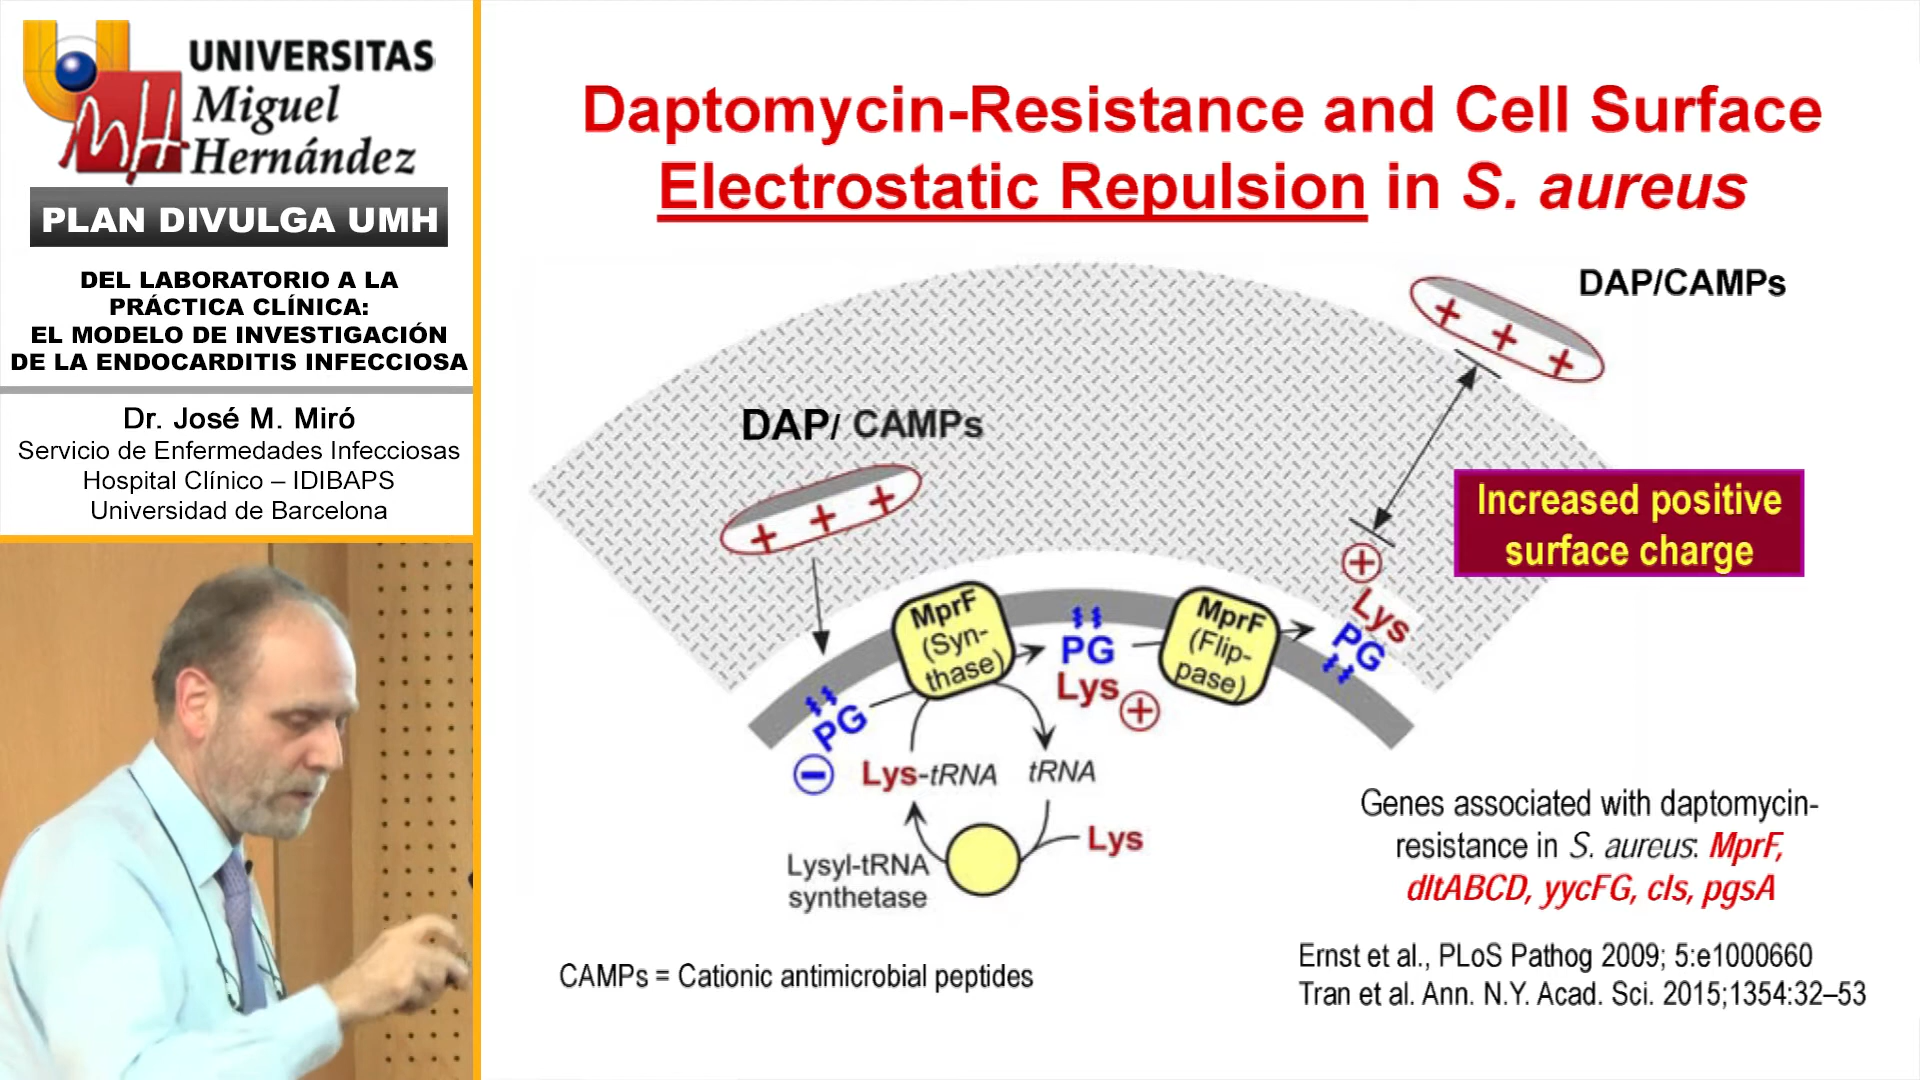 UNIVERSITAS
Miguel
Hernández
PLAN DIVULGA UMH
DEL LABORATORIO A LA
PRÁCTICA CLÍNICA:
EL MODELO DE INVESTIGACIÓN
DE LA ENDOCARDITIS INFECCIOSA
Dr. José M. Miró
Servicio de Enfermedades Infecciosas
Hospital Clínico – IDIBAPS
Universidad de Barcelona
Daptomycin-Resistance and Cell Surface
Electrostatic Repulsion in S. aureus
DAP/CAMPs
+ + +
DAP/ CAMPs
+ + +
Increased positive
surface charge
+
Lys
PG
MprF
(Syn-
thase)
PG
Lys
+
MprF
(Flip-
pase)
PG
−
Lys-tRNA
tRNA
Lys
Lysyl-tRNA
synthetase
Genes associated with daptomycin-
resistance in S. aureus: MprF,
dltABCD, yycFG, cls, pgsA
CAMPs = Cationic antimicrobial peptides
Ernst et al., PLoS Pathog 2009; 5:e1000660
Tran et al. Ann. N.Y. Acad. Sci. 2015;1354:32–53